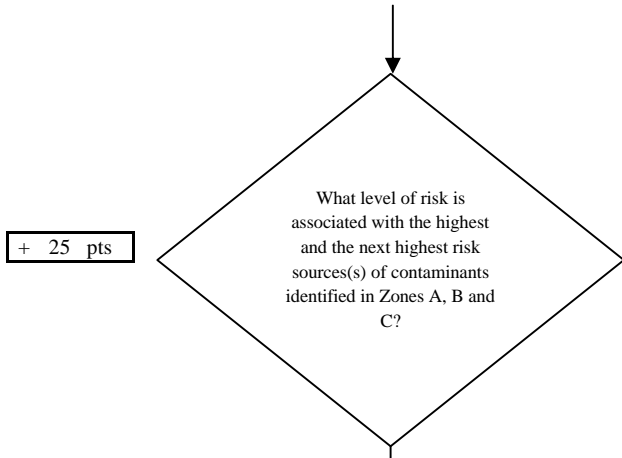 What level of risk is
associated with the highest
and the next highest risk
sources(s) of contaminants
identified in Zones A, B and
C?
+ 25 pts